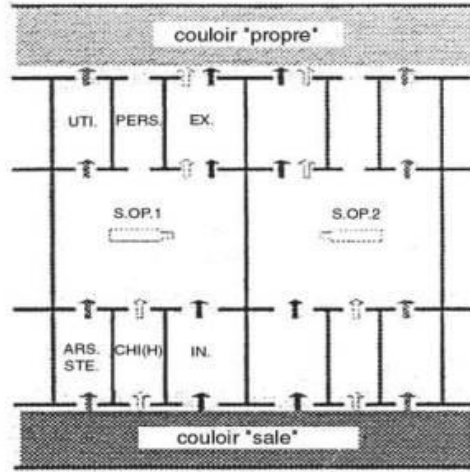 couloir "propre"
UTI. PERS. EX.
S.OP.1 S.OP.2
ARS. CHI(H) IN.
STE.
couloir "sale"